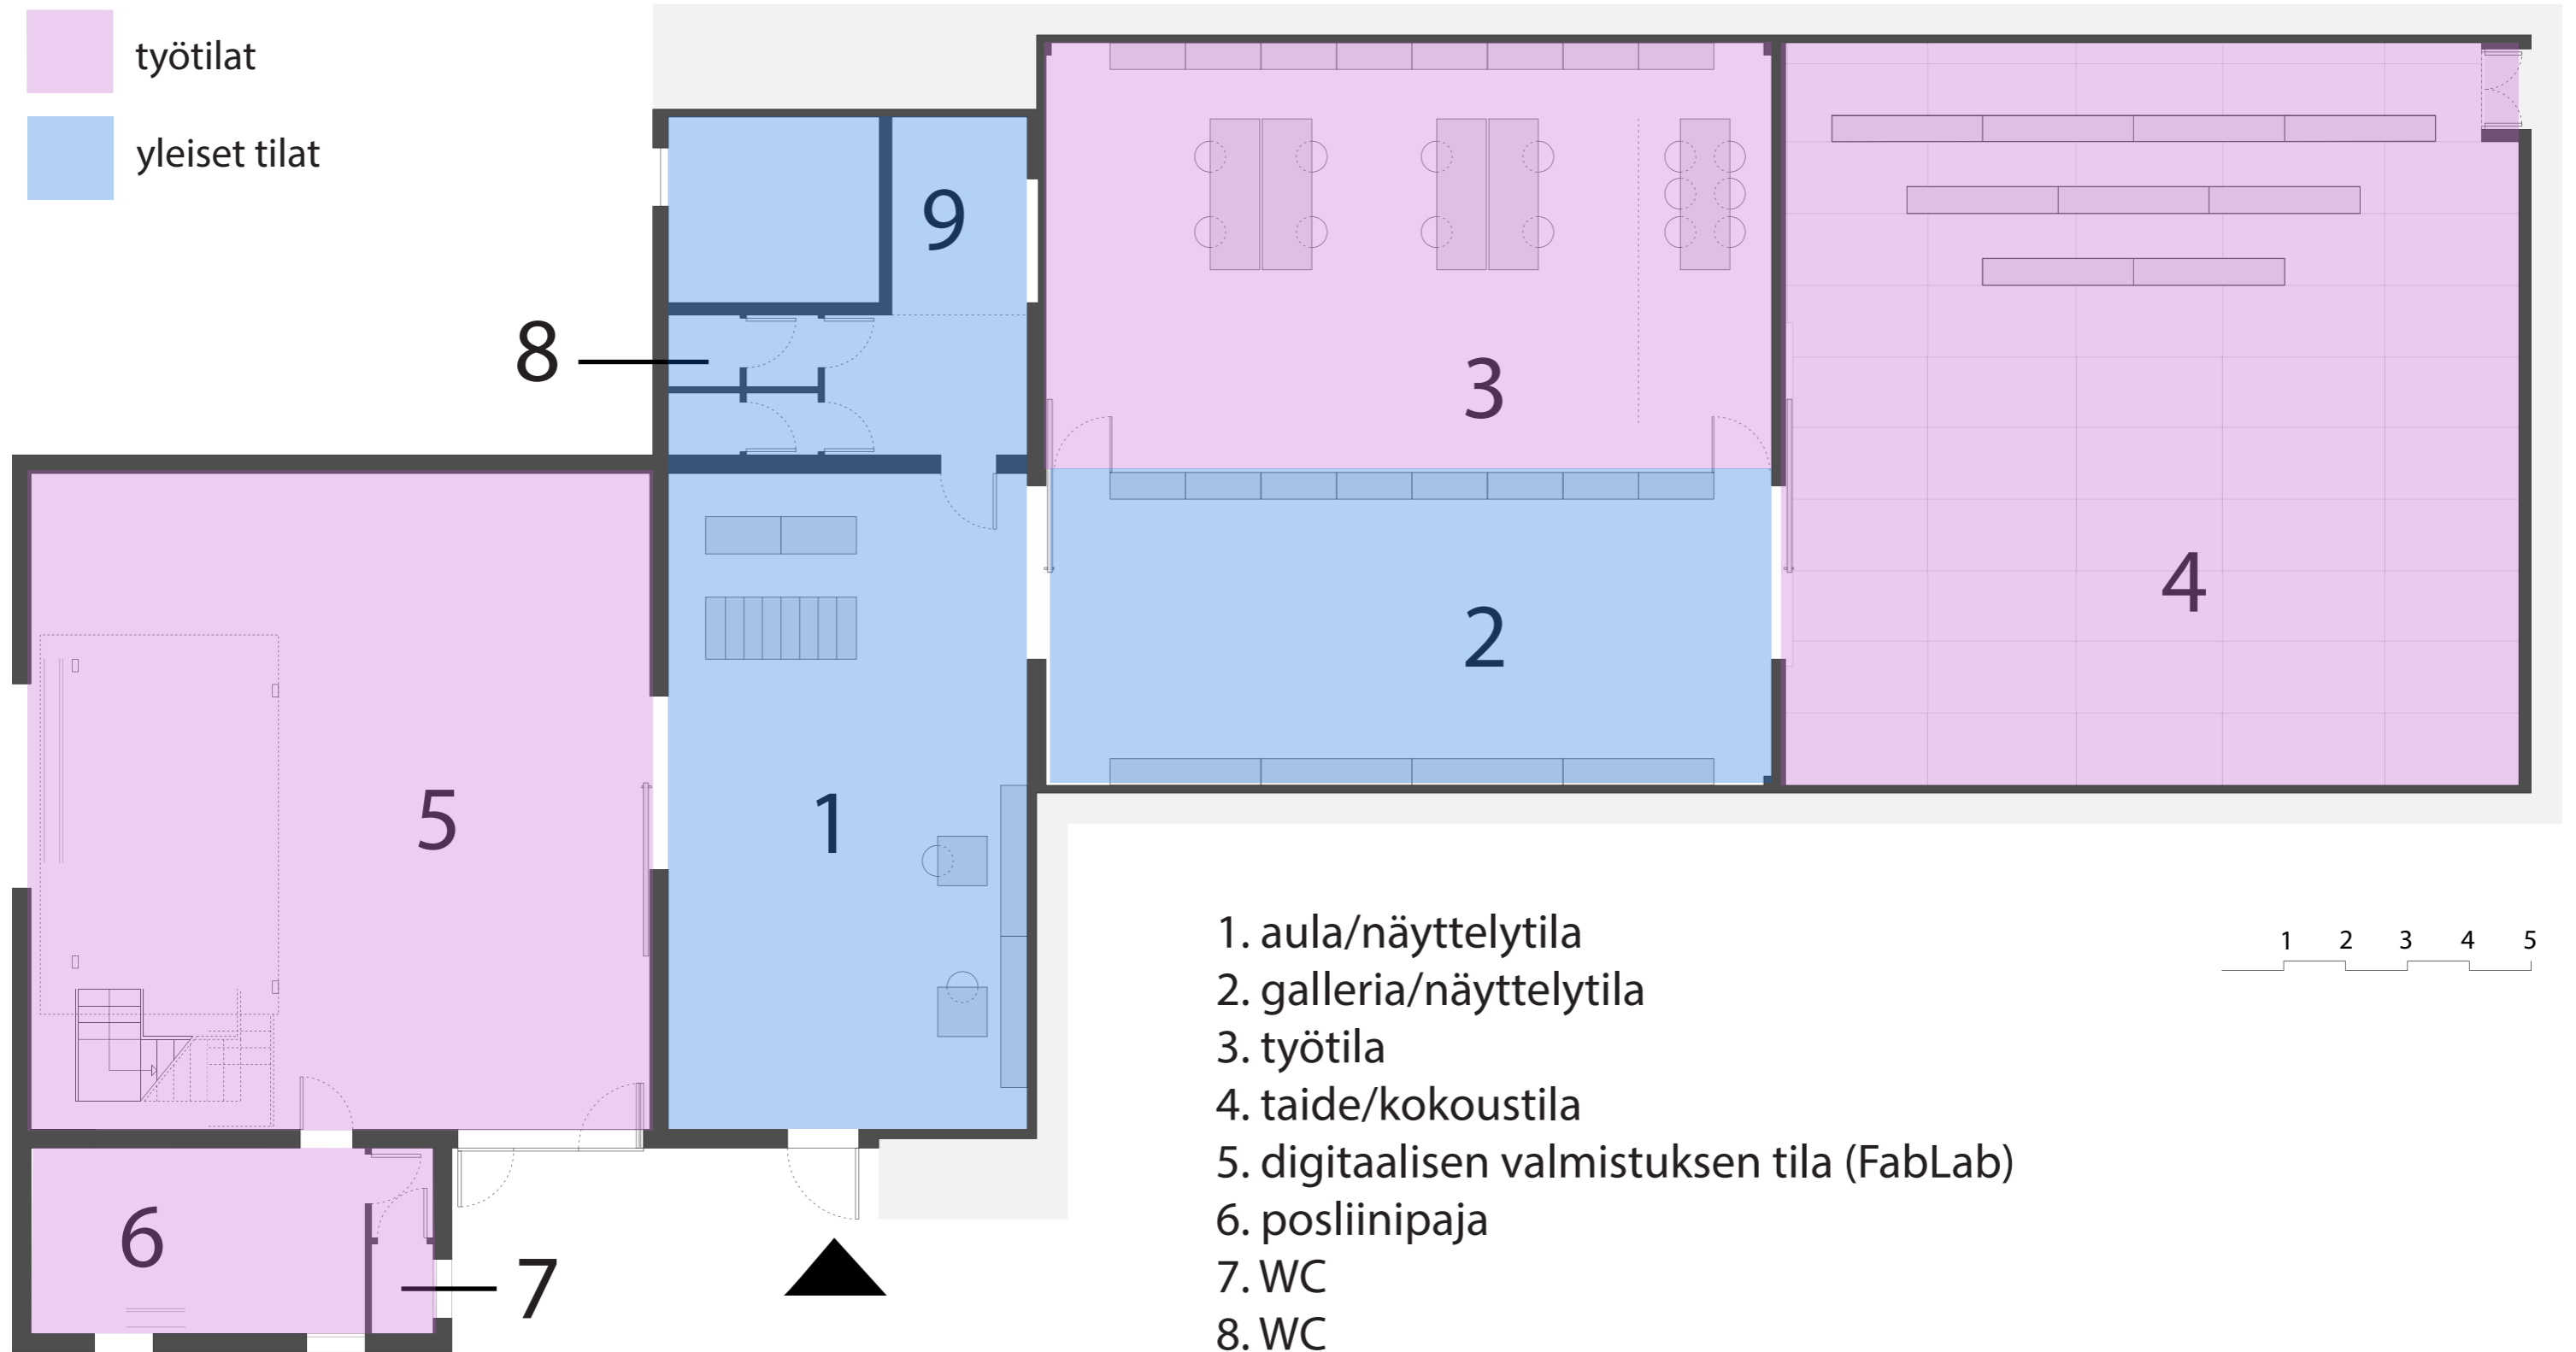 työtilat
yleiset tilat
9
8
3
4
2
5
1
6
7
1. aula/näyttelytila
2. galleria/näyttelytila
3. työtila
4. taide/kokoustila
5. digitaalisen valmistuksen tila (FabLab)
6. posliinipaja
7. WC
8. WC
1 2 3 4 5